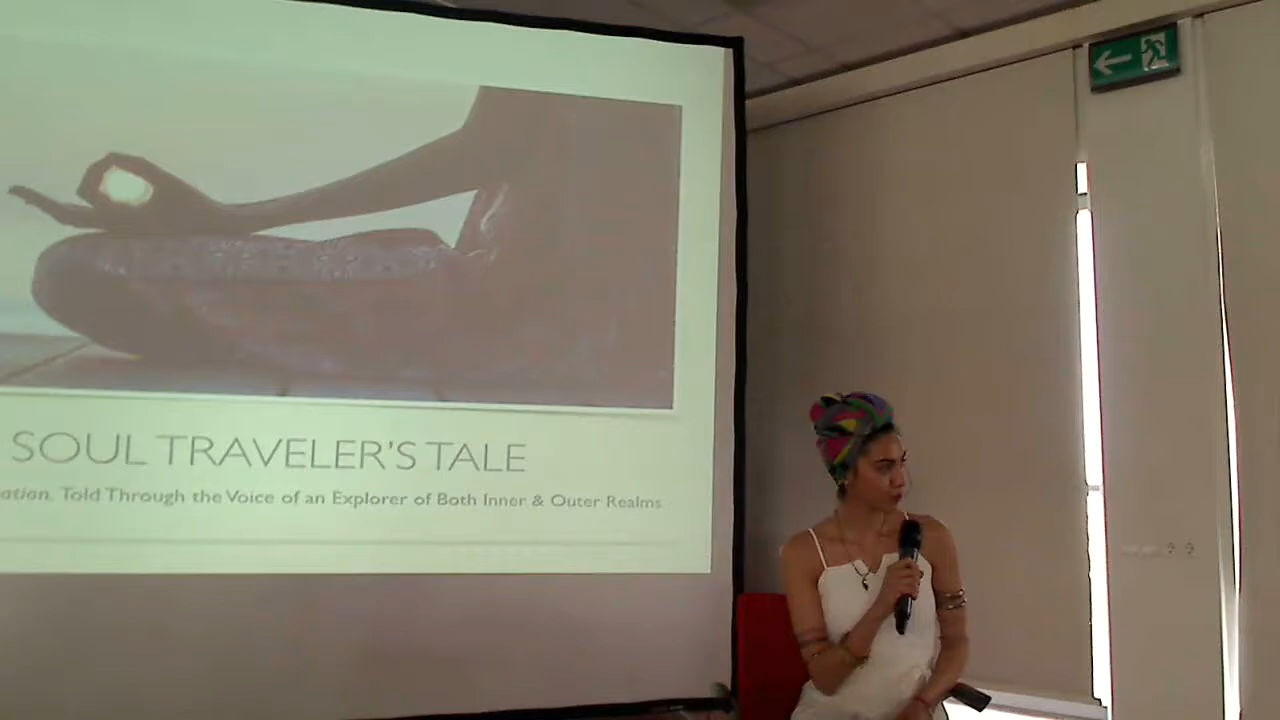 SOUL TRAVELER'S TALE
ation, Told Through the Voice of an Explorer of Both Inner & Outer Realms